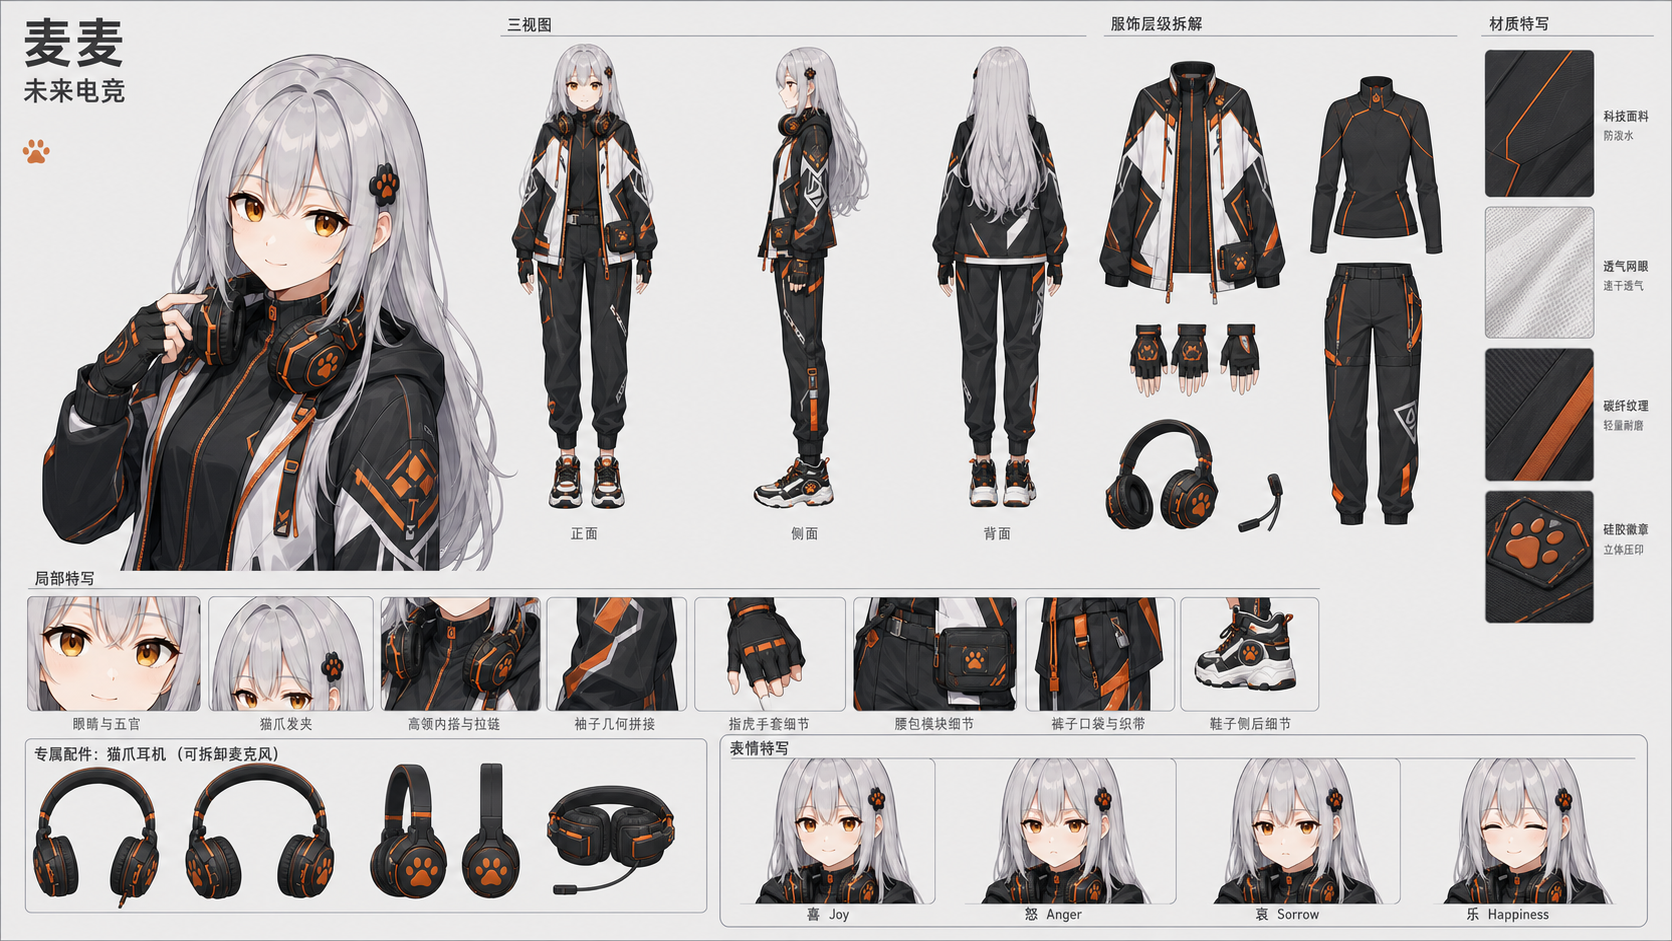 麦麦
未来电竞
三视图
正面
侧面
背面
服饰层级拆解
材质特写
科技面料
防泼水
透气网眼
速干透气
碳纤纹理
轻量耐磨
硅胶徽章
立体压印
局部特写
眼睛与五官
猫爪发夹
高领内搭与拉链
袖子几何拼接
指虎手套细节
腰包模块细节
裤子口袋与织带
鞋子侧后细节
专属配件：猫爪耳机（可拆卸麦克风）
表情特写
喜 Joy
怒 Anger
哀 Sorrow
乐 Happiness